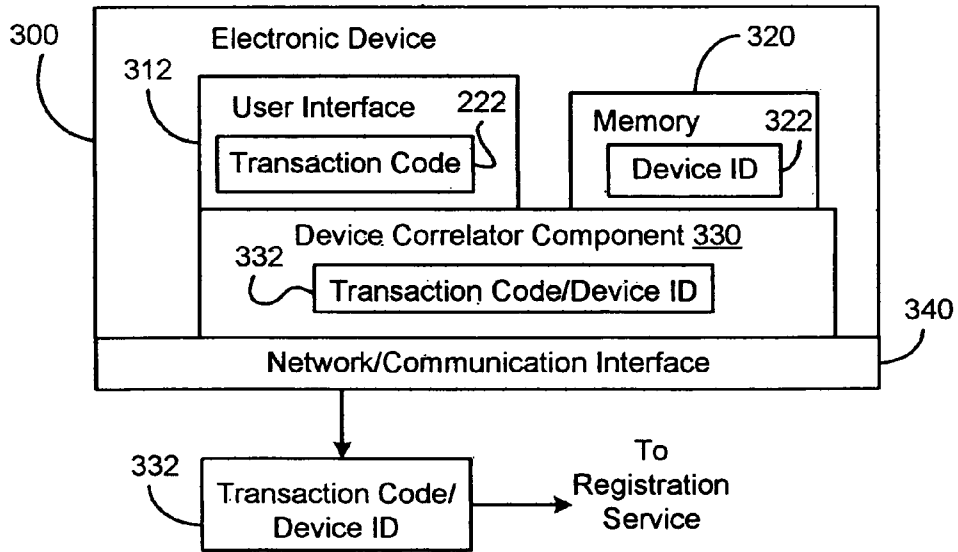 300
Electronic Device
320
312
User Interface
222
Transaction Code
Memory
322
Device ID
Device Correlator Component 330
332
Transaction Code/Device ID
340
Network/Communication Interface
332
Transaction Code/
Device ID
To
Registration
Service